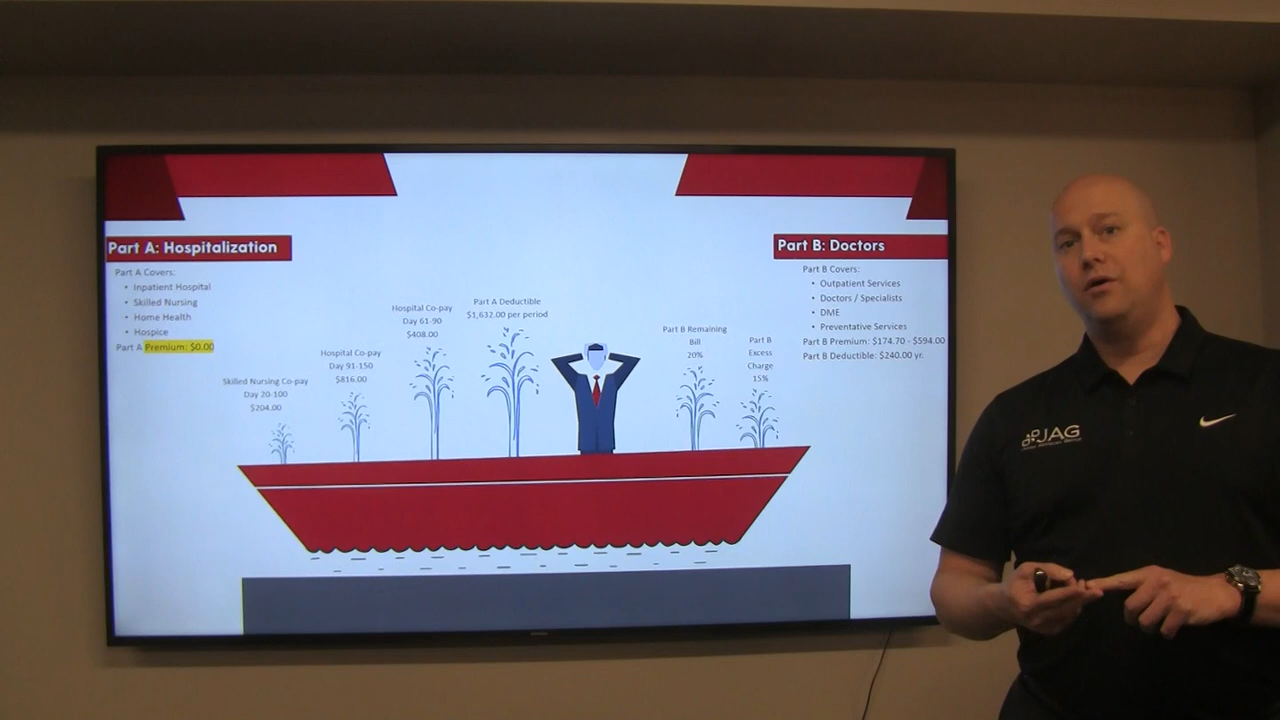 Part A: Hospitalization
Part A Covers:
• Inpatient Hospital
• Skilled Nursing
• Home Health
• Hospice
Part A Premium: $0.00
Skilled Nursing Co-pay
Day 20-100
$204.00
Hospital Co-pay
Day 91-150
$816.00
Hospital Co-pay
Day 61-90
$408.00
Part A Deductible
$1,632.00 per period
Part B Remaining
Bill
20%
Part B
Excess
Charge
15%
Part B: Doctors
Part B Covers:
• Outpatient Services
• Doctors / Specialists
• DME
• Preventative Services
Part B Premium: $174.70 - $594.00
Part B Deductible: $240.00 yr.
JAG